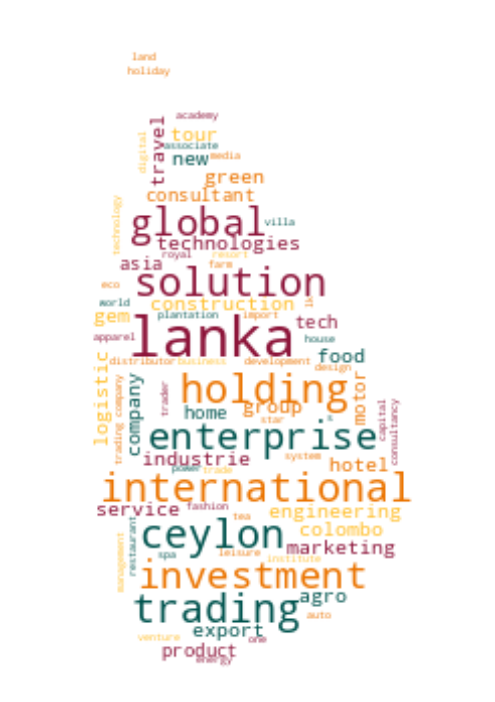 land
holiday
academy
travel
digital
tour
associate
new
media
green
consultant
technology
global
villa
technologies
royal
resort
asia
farm
solution
eco
world
construction
gem
plantation
import
lanka
tech
apparel
house
food
distributor
business
development
design
logistic
trading company
company
trader
holding
motor
group
home
star
s
capital
consultancy
enterprise
industrie
system
power
trade
hotel
international
service
fashion
engineering
tea
colombo
ceylon
restaurant
management
marketing
spa
leisure
institute
investment
agro
trading
auto
export
venture
one
product
energy